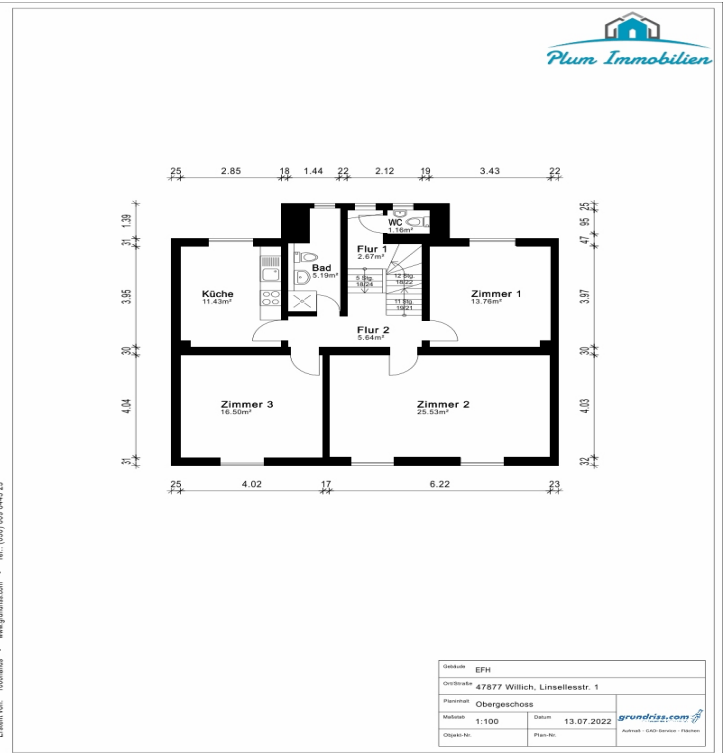 Plum Immobilien
25 2.85 18 1.44 22 2.12 19 3.43 22
1.39
31
3.95
30
4.04
31
25
95
47
3.97
30
4.03
32
WC
1.16m²
Flur 1
2.67m²
Bad
5.19m²
5 Stg.
18/24
12 Stg.
18/22
11 Stg.
19/21
Küche
11.43m²
Zimmer 1
13.76m²
Flur 2
5.64m²
Zimmer 3
16.50m²
Zimmer 2
25.53m²
25 4.02 17 6.22 23
Gebäude EFH
Ort/Straße 47877 Willich, Linsellesstr. 1
Planinhalt Obergeschoss
Maßstab 1:100 Datum 13.07.2022
Objekt-Nr. Plan-Nr.
grundriss.com
Aufmaß - CAD-Service - Flächen